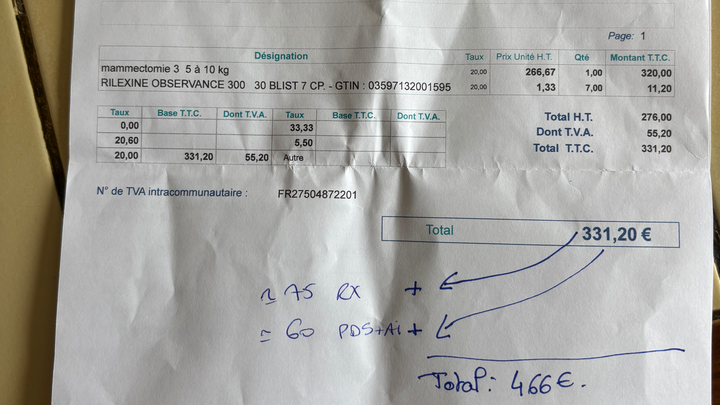 Page: 1
Désignation Taux Prix Unité H.T. Qté Montant T.T.C.
mammectomie 3 5 à 10 kg 20,00 266,67 1,00 320,00
RILEXINE OBSERVANCE 300 30 BLIST 7 CP. - GTIN : 03597132001595 20,00 1,33 7,00 11,20
Taux Base T.T.C. Dont T.V.A. Taux Base T.T.C. Dont T.V.A.
0,00 33,33
20,60 5,50
20,00 331,20 55,20 Autre
Total H.T. 276,00
Dont T.V.A. 55,20
Total T.T.C. 331,20
N° de TVA intracommunautaire : FR27504872201
Total 331,20 €
≃ 75 RX +
≃ 60 PDS+Ai +
Total: 466€.